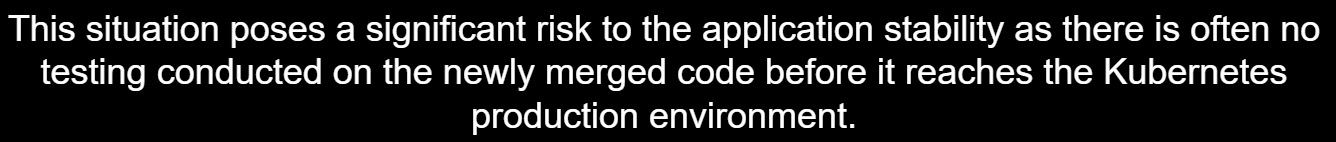 This situation poses a significant risk to the application stability as there is often no
testing conducted on the newly merged code before it reaches the Kubernetes
production environment.